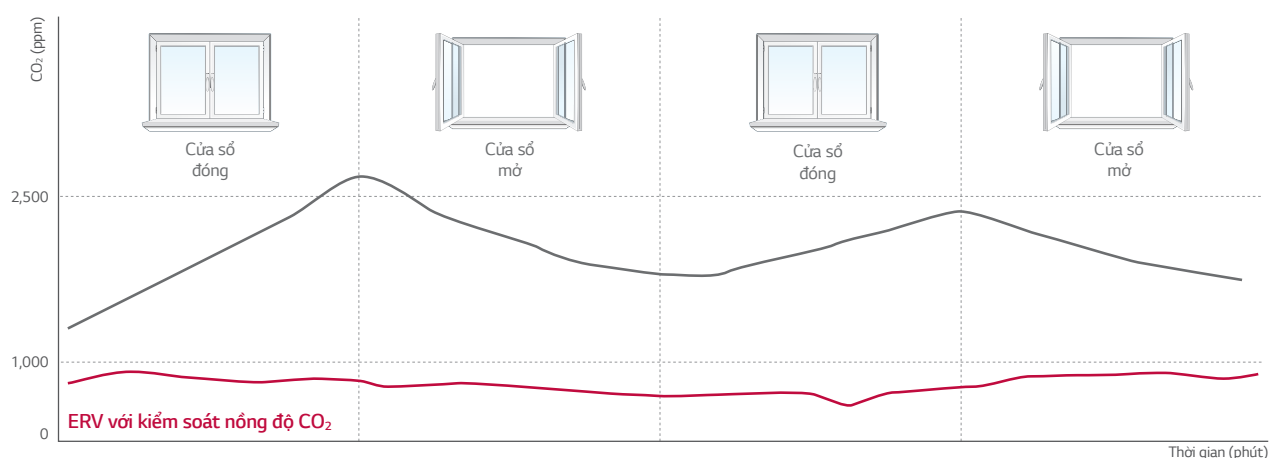 CO₂ (ppm)
Cửa sổ
đóng
Cửa sổ
mở
Cửa sổ
đóng
Cửa sổ
mở
2,500
1,000
ERV với kiểm soát nồng độ CO₂
0
Thời gian (phút)